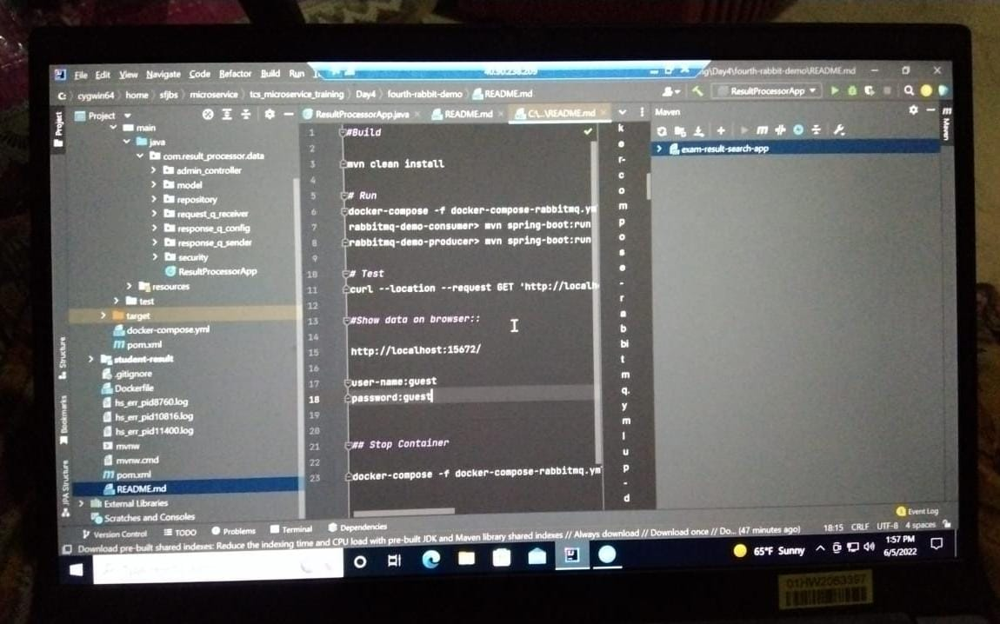 File Edit View Navigate Code Refactor Build Run
ng\Day4\fourth-rabbit-demo\README.md
C: cygwin64 home sfjbs microservice tcs_microservice_training Day4 fourth-rabbit-demo README.md
ResultProcessorApp
Project
ResultProcessorApp.java
README.md
C:\...\README.md
Maven
exam-result-search-app
Project
main
java
com.result_processor.data
admin_controller
model
repository
request_q_receiver
response_q_config
response_q_sender
security
ResultProcessorApp
resources
test
target
docker-compose.yml
pom.xml
student-result
.gitignore
Dockerfile
hs_err_pid8760.log
hs_err_pid10816.log
hs_err_pid11400.log
mvnw
mvnw.cmd
pom.xml
README.md
External Libraries
Scratches and Consoles
Structure
Bookmarks
JPA Structure
1 #Build
2
3 mvn clean install
4
5 # Run
6 docker-compose -f docker-compose-rabbitmq.ym
7 rabbitmq-demo-consumer> mvn spring-boot:run
8 rabbitmq-demo-producer> mvn spring-boot:run
9
10 # Test
11 curl --location --request GET 'http://localh
12
13 #Show data on browser::
14
15 http://localhost:15672/
16
17 user-name:guest
18 password:guest
19
20
21 ## Stop Container
22
23 docker-compose -f docker-compose-rabbitmq.ym
k
e
r-
c
o
m
p
o
s
e
-
r
a
b
bi
t
m
q.
y
m
l
u
p
-
d
Maven
Event Log
Version Control TODO Problems Terminal Dependencies
Download pre-built shared indexes: Reduce the indexing time and CPU load with pre-built JDK and Maven library shared indexes // Always download // Download once // Do... (47 minutes ago)
18:15 CRLF UTF-8 4 spaces
65°F Sunny
1:57 PM
6/5/2022
01HW2063397